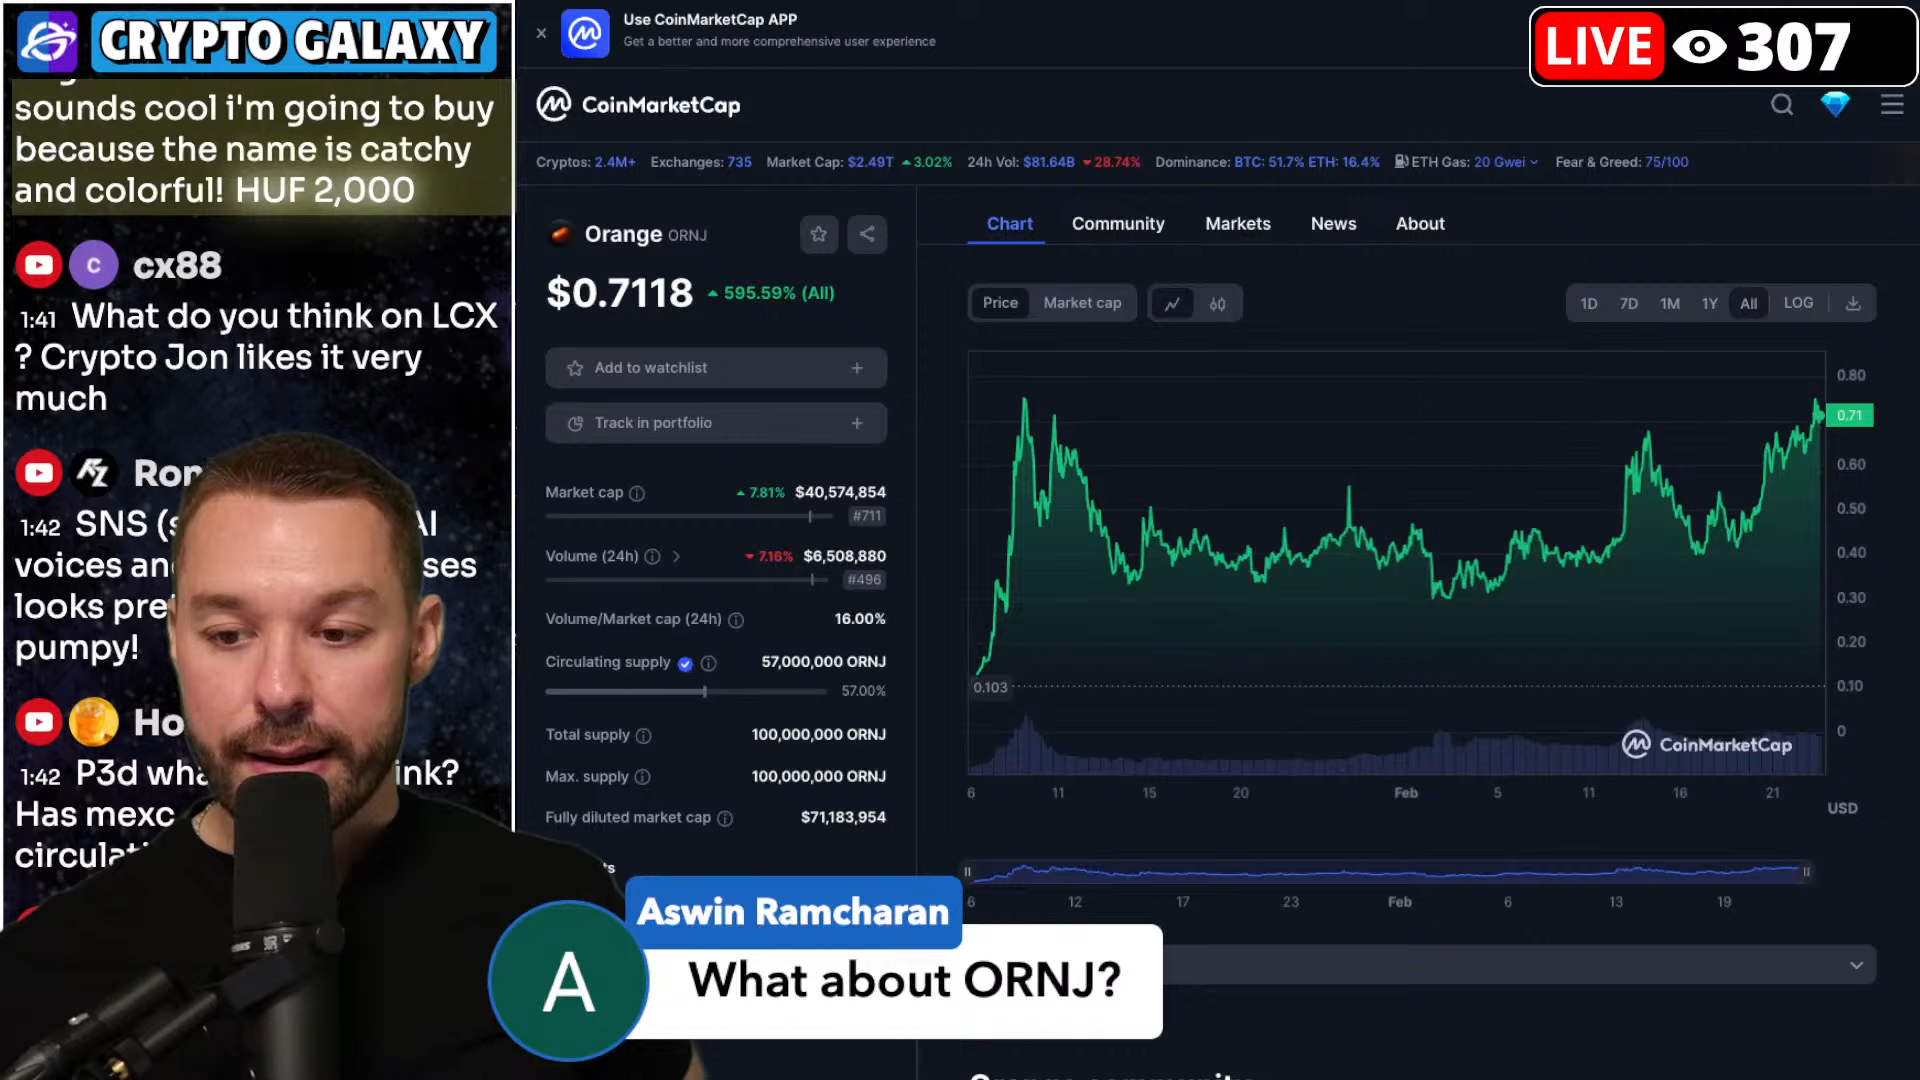 CRYPTO GALAXY
sounds cool i'm going to buy
because the name is catchy
and colorful! HUF 2,000
C cx88
1:41 What do you think on LCX
? Crypto Jon likes it very
much
1:42 SNS
voices
looks
pumpy!
1:42 P3d
Has mexc
Use CoinMarketCap APP
Get a better and more comprehensive user experience
LIVE 307
CoinMarketCap
Cryptos: 2.4M+ Exchanges: 735 Market Cap: $2.49T 3.02% 24h Vol: $81.64B 28.74% Dominance: BTC: 51.7% ETH: 16.4% ETH Gas: 20 Gwei Fear & Greed: 75/100
Orange ORNJ
$0.7118 595.59% (All)
Add to watchlist +
Track in portfolio +
Market cap 7.81% $40,574,854
#711
Volume (24h) 7.16% $6,508,880
#496
Volume/Market cap (24h) 16.00%
Circulating supply 57,000,000 ORNJ
57.00%
Total supply 100,000,000 ORNJ
Max. supply 100,000,000 ORNJ
Fully diluted market cap $71,183,954
Chart Community Markets News About
Price Market cap
1D 7D 1M 1Y All LOG
0.80
0.71
0.60
0.50
0.40
0.30
0.20
0.10
0
0.103
CoinMarketCap
6 11 15 20 Feb 5 11 16 21
USD
6 12 17 23 Feb 6 13 19
Aswin Ramcharan
A What about ORNJ?